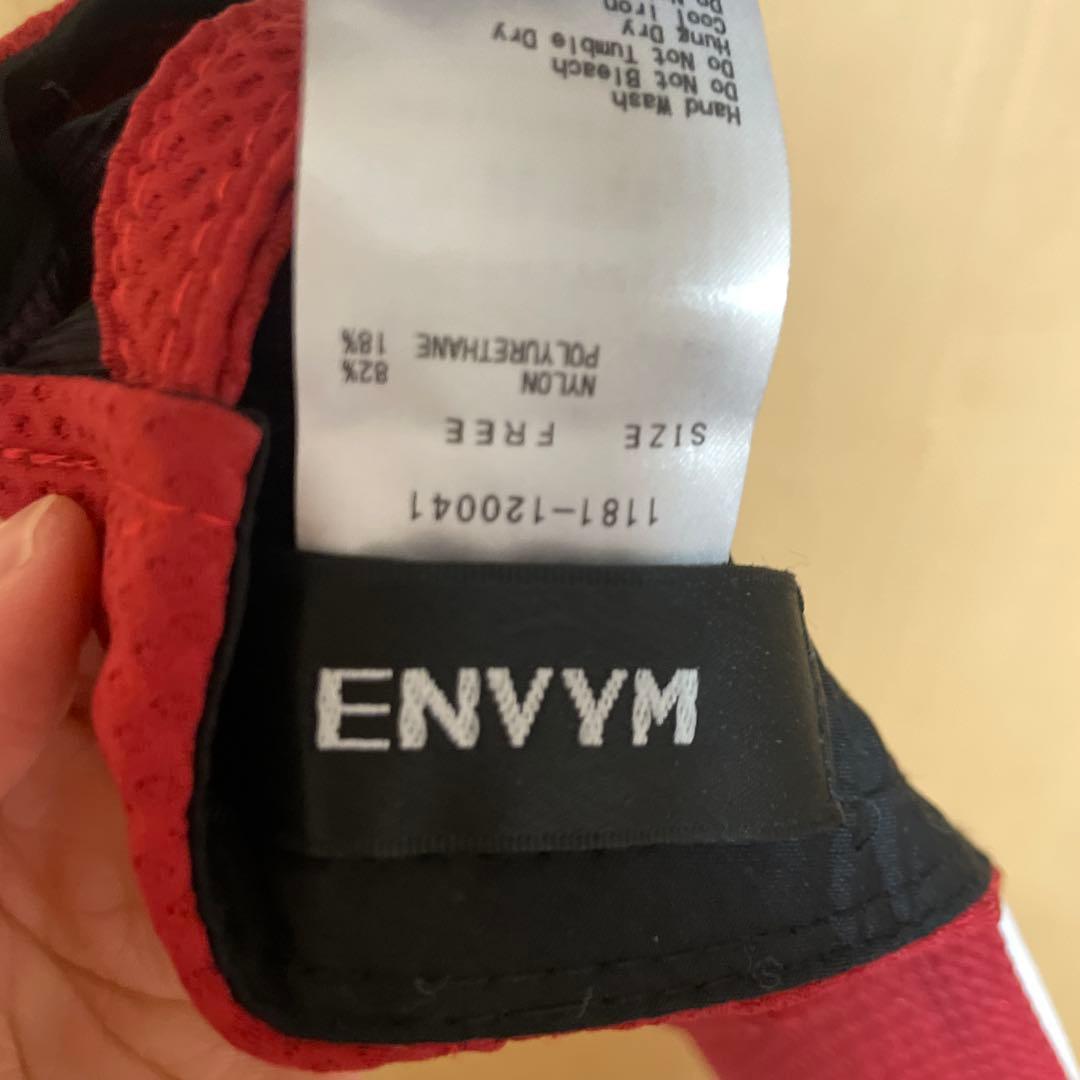 ENVYM
1181-120041
SIZE FREE
NYLON 82%
POLYURETHANE 18%
Hand Wash
Do Not Bleach
Do Not Tumble Dry
Hung Dry
Cool Iron